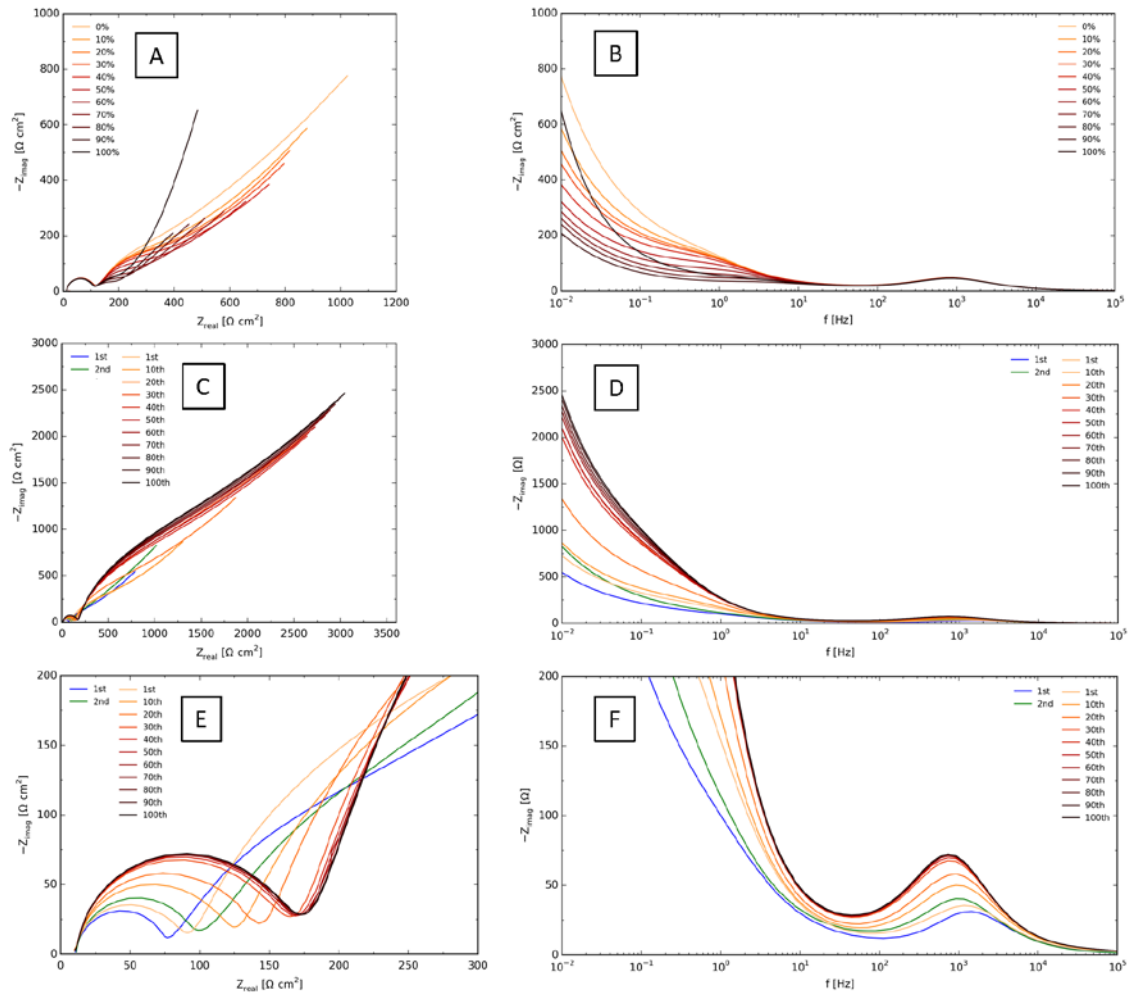 A
1000
800
600
400
200
0
−Z_imag [Ω cm²]
0 200 400 600 800 1000 1200
Z_real [Ω cm²]
0%
10%
20%
30%
40%
50%
60%
70%
80%
90%
100%
B
1000
800
600
400
200
0
−Z_imag [Ω cm²]
10⁻² 10⁻¹ 10⁰ 10¹ 10² 10³ 10⁴ 10⁵
f [Hz]
0%
10%
20%
30%
40%
50%
60%
70%
80%
90%
100%
C
3000
2500
2000
1500
1000
500
0
−Z_imag [Ω cm²]
0 500 1000 1500 2000 2500 3000 3500
Z_real [Ω cm²]
1st
2nd
1st
10th
20th
30th
40th
50th
60th
70th
80th
90th
100th
D
3000
2500
2000
1500
1000
500
0
−Z_imag [Ω]
10⁻² 10⁻¹ 10⁰ 10¹ 10² 10³ 10⁴ 10⁵
f [Hz]
1st
2nd
1st
10th
20th
30th
40th
50th
60th
70th
80th
90th
100th
E
200
150
100
50
0
−Z_imag [Ω cm²]
0 50 100 150 200 250 300
Z_real [Ω cm²]
1st
2nd
1st
10th
20th
30th
40th
50th
60th
70th
80th
90th
100th
F
200
150
100
50
0
−Z_imag [Ω]
10⁻² 10⁻¹ 10⁰ 10¹ 10² 10³ 10⁴ 10⁵
f [Hz]
1st
2nd
1st
10th
20th
30th
40th
50th
60th
70th
80th
90th
100th